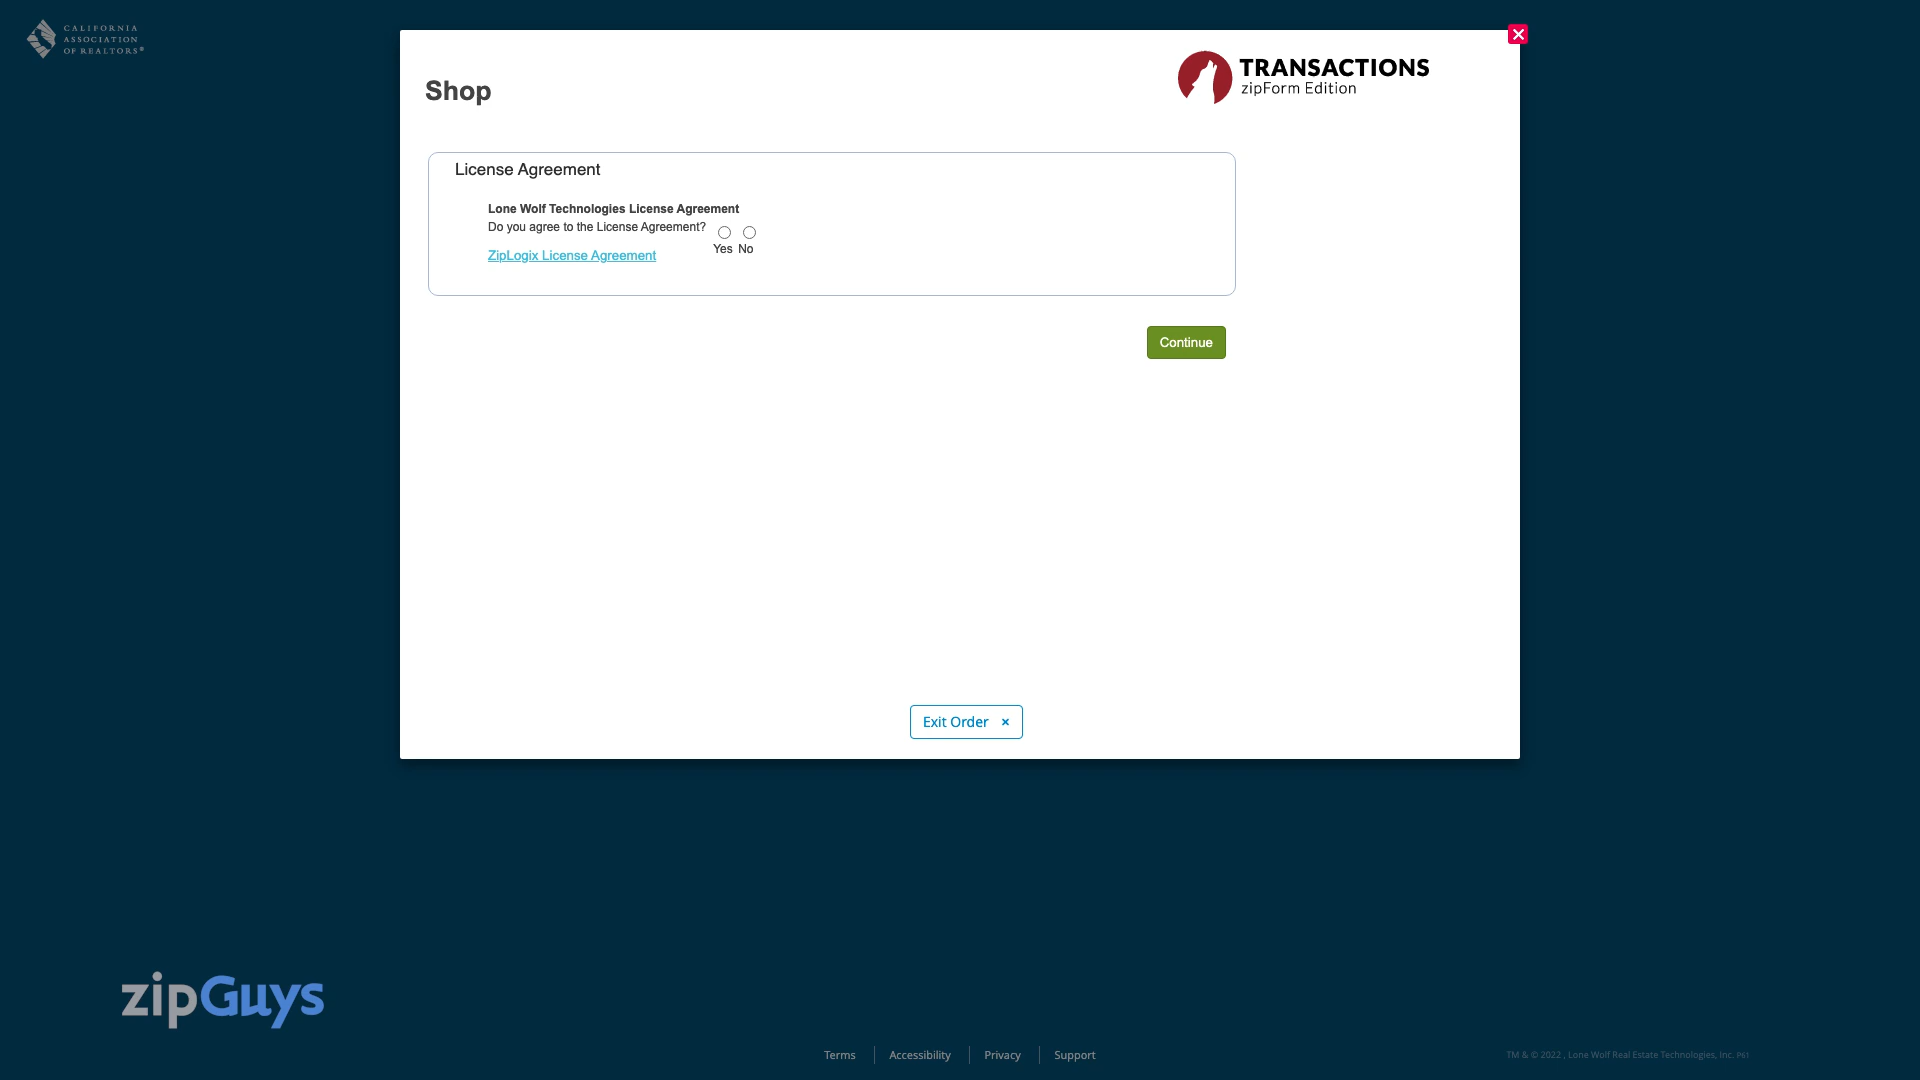 CALIFORNIA
ASSOCIATION
OF REALTORS®
Shop
TRANSACTIONS
zipForm Edition
License Agreement
Lone Wolf Technologies License Agreement
Do you agree to the License Agreement?
Yes No
ZipLogix License Agreement
Continue
Exit Order ×
zipGuys
Terms
Accessibility
Privacy
Support
TM & © 2022 , Lone Wolf Real Estate Technologies, Inc. P61